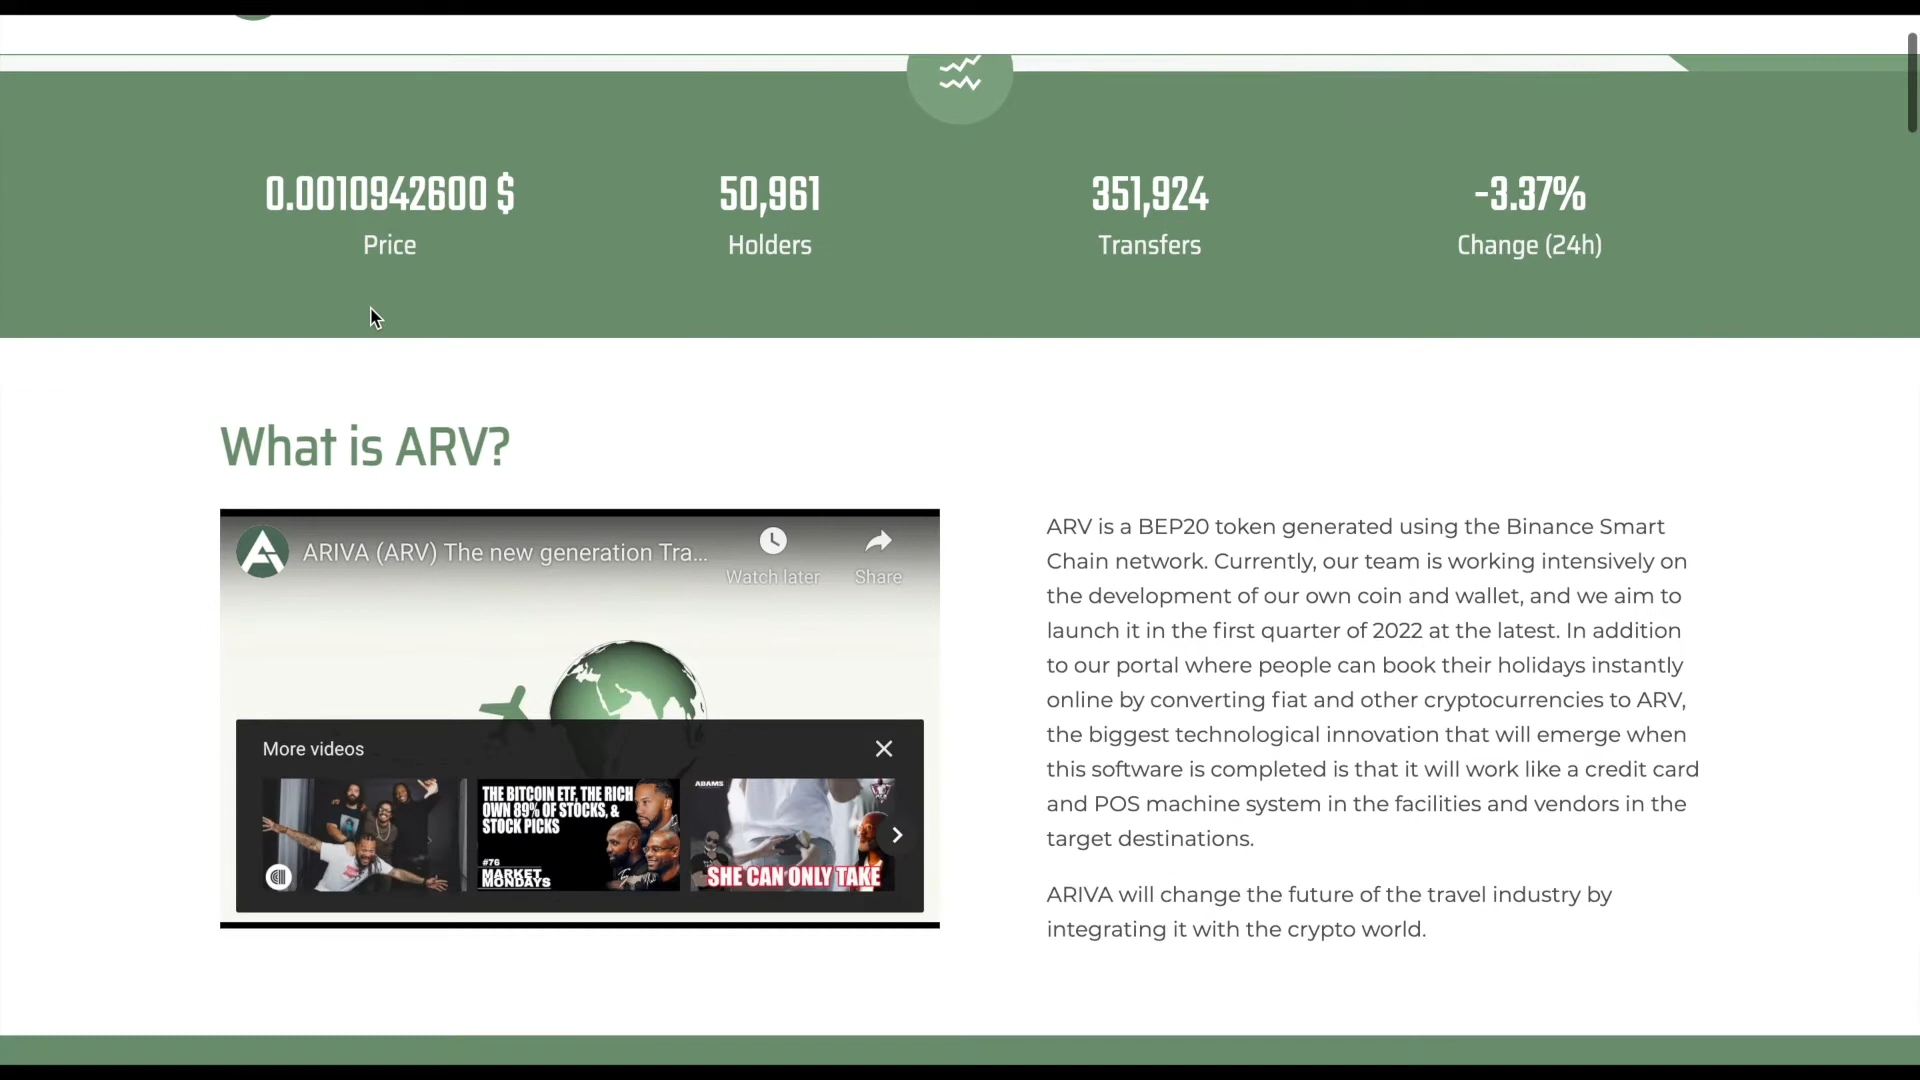 0.0010942600 $
Price
50,961
Holders
351,924
Transfers
-3.37%
Change (24h)
What is ARV?
ARIVA (ARV) The new generation Tra...
Watch later
Share
More videos
THE BITCOIN ETF, THE RICH
OWN 89% OF STOCKS, &
STOCK PICKS
#76
MARKET
MONDAYS
ADAMS
SHE CAN ONLY TAKE
ARV is a BEP20 token generated using the Binance Smart
Chain network. Currently, our team is working intensively on
the development of our own coin and wallet, and we aim to
launch it in the first quarter of 2022 at the latest. In addition
to our portal where people can book their holidays instantly
online by converting fiat and other cryptocurrencies to ARV,
the biggest technological innovation that will emerge when
this software is completed is that it will work like a credit card
and POS machine system in the facilities and vendors in the
target destinations.
ARIVA will change the future of the travel industry by
integrating it with the crypto world.